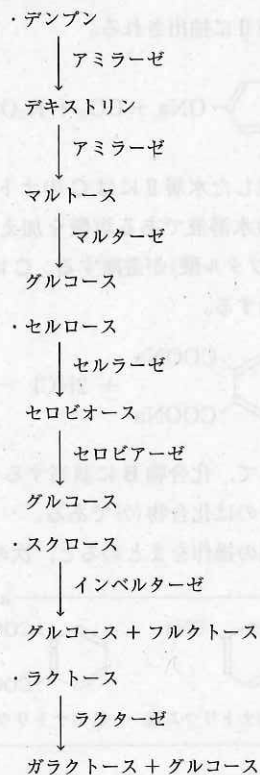 ・デンプン
アミラーゼ
デキストリン
アミラーゼ
マルトース
マルターゼ
グルコース
・セルロース
セルラーゼ
セロビオース
セロビアーゼ
グルコース
・スクロース
インベルターゼ
グルコース + フルクトース
・ラクトース
ラクターゼ
ガラクトース + グルコース